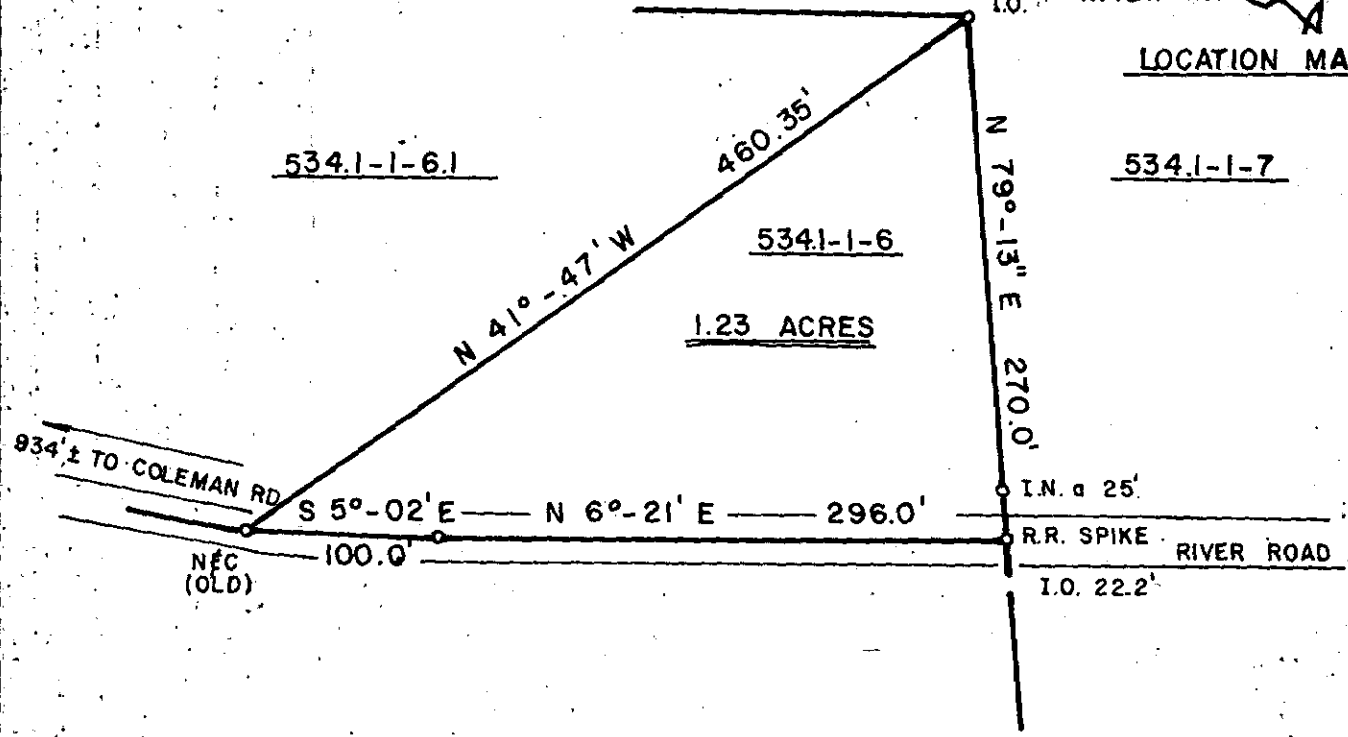 I.O.
LOCATION MA
534.1-1-6.1
460.35'
N 79°-13" E 270.0'
534.1-1-7
534.1-1-6
N 41°-47' W
1.23 ACRES
934'± TO COLEMAN RD
I.N. a 25'
S 5°-02' E — N 6°-21' E — 296.0'
R.R. SPIKE
RIVER ROAD
100.0'
N&C
(OLD)
I.O. 22.2'